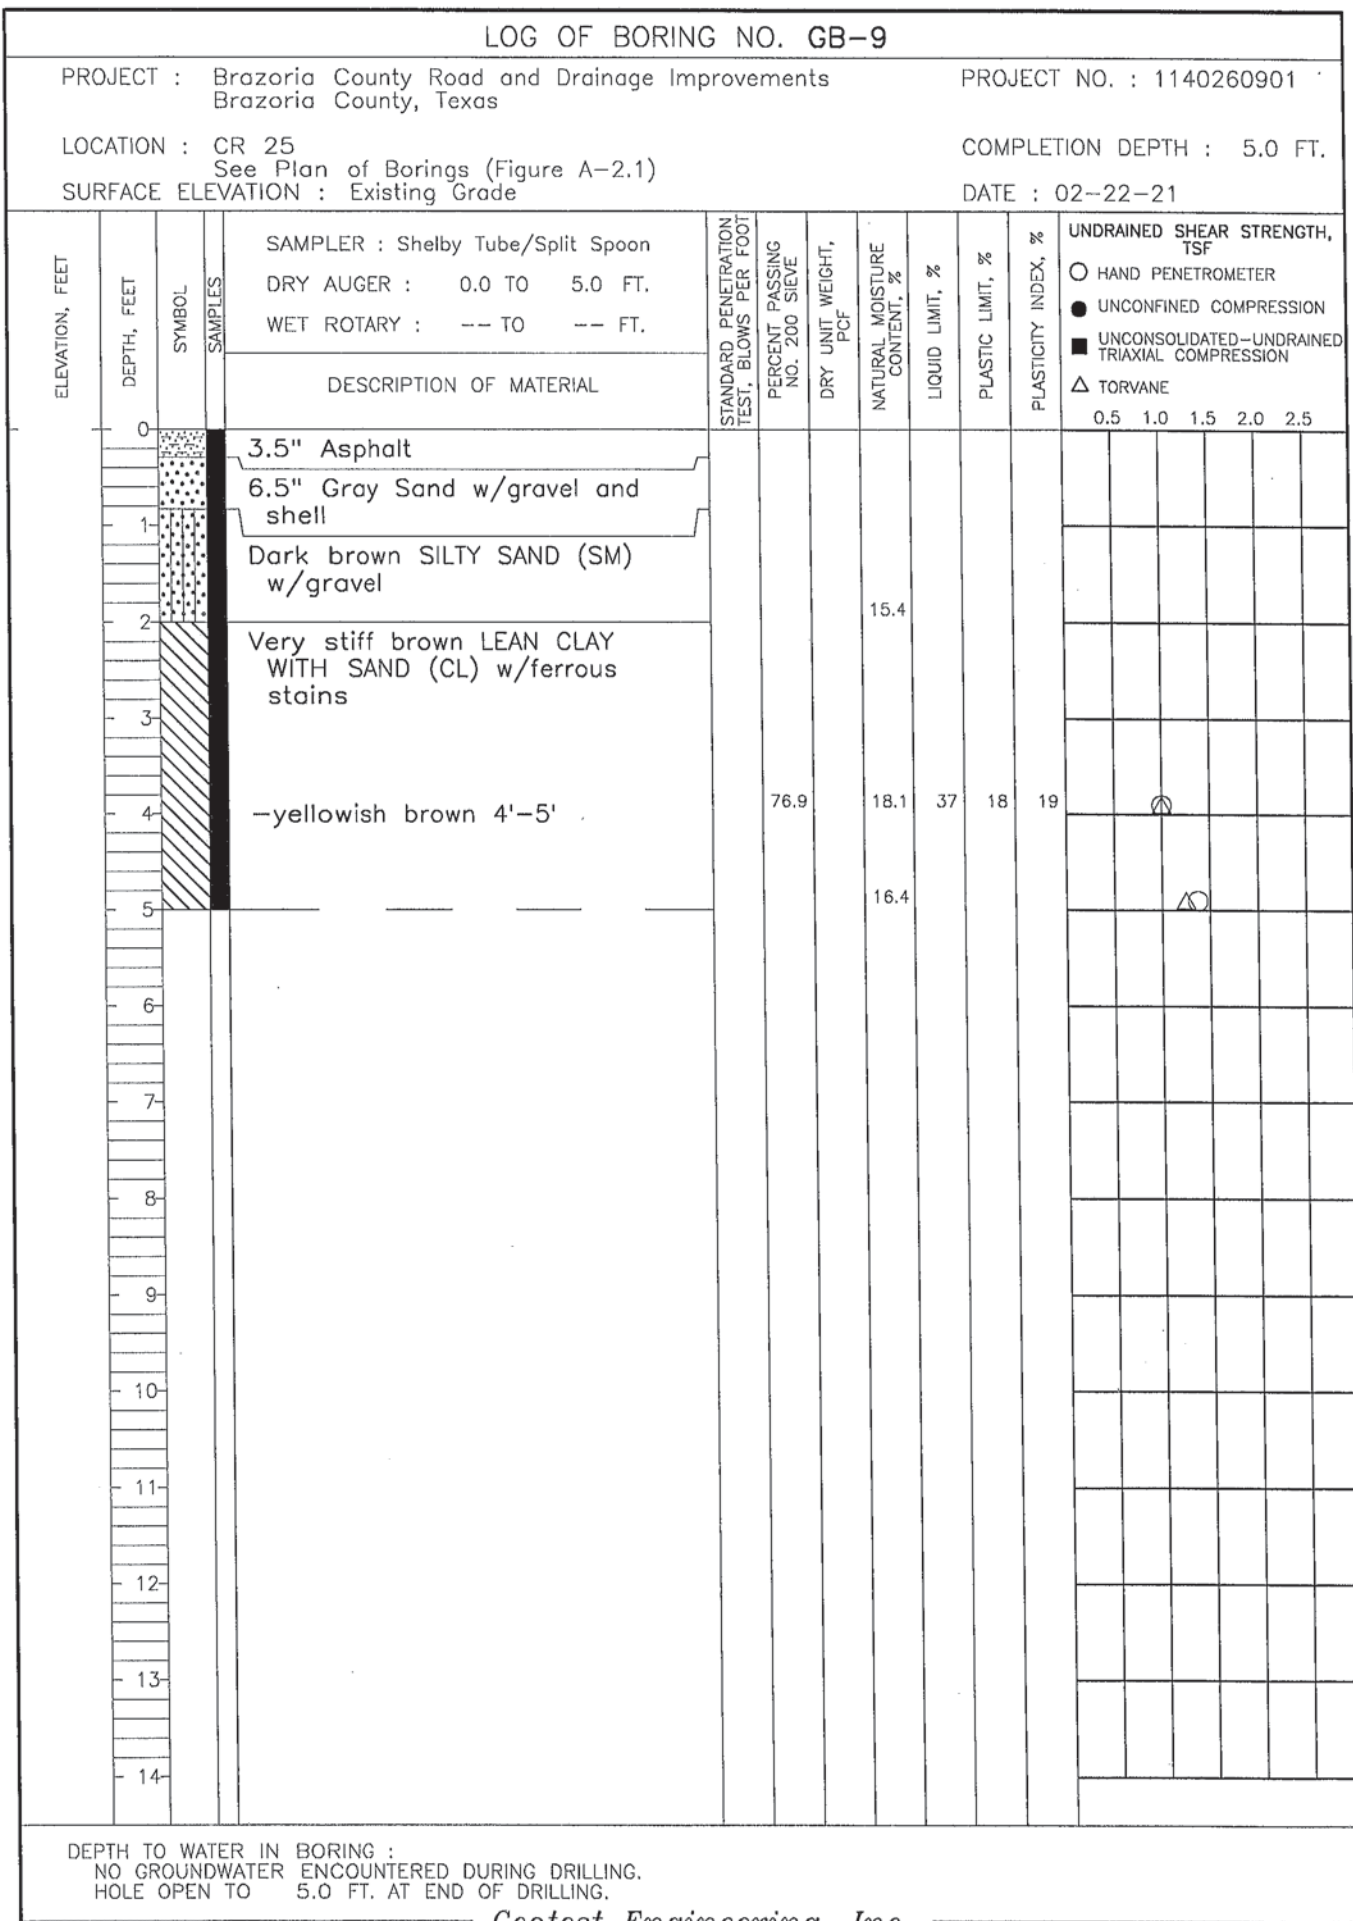 LOG OF BORING NO. GB-9
PROJECT : Brazoria County Road and Drainage Improvements
Brazoria County, Texas
PROJECT NO. : 1140260901
LOCATION : CR 25
See Plan of Borings (Figure A-2.1)
COMPLETION DEPTH : 5.0 FT.
SURFACE ELEVATION : Existing Grade
DATE : 02-22-21
ELEVATION, FEET
DEPTH, FEET
SYMBOL
SAMPLES
SAMPLER : Shelby Tube/Split Spoon
DRY AUGER : 0.0 TO 5.0 FT.
WET ROTARY : -- TO -- FT.
DESCRIPTION OF MATERIAL
STANDARD PENETRATION
TEST, BLOWS PER FOOT
PERCENT PASSING
NO. 200 SIEVE
DRY UNIT WEIGHT,
PCF
NATURAL MOISTURE
CONTENT, %
LIQUID LIMIT, %
PLASTIC LIMIT, %
PLASTICITY INDEX, %
UNDRAINED SHEAR STRENGTH,
TSF
HAND PENETROMETER
UNCONFINED COMPRESSION
UNCONSOLIDATED-UNDRAINED
TRIAXIAL COMPRESSION
TORVANE
0.5 1.0 1.5 2.0 2.5
0
3.5" Asphalt
6.5" Gray Sand w/gravel and
shell
1
Dark brown SILTY SAND (SM)
w/gravel
15.4
2
Very stiff brown LEAN CLAY
WITH SAND (CL) w/ferrous
stains
3
76.9 18.1 37 18 19
4
-yellowish brown 4'-5'
16.4
5
6
7
8
9
10
11
12
13
14
DEPTH TO WATER IN BORING :
NO GROUNDWATER ENCOUNTERED DURING DRILLING.
HOLE OPEN TO 5.0 FT. AT END OF DRILLING.
Geotest Engineering, Inc.